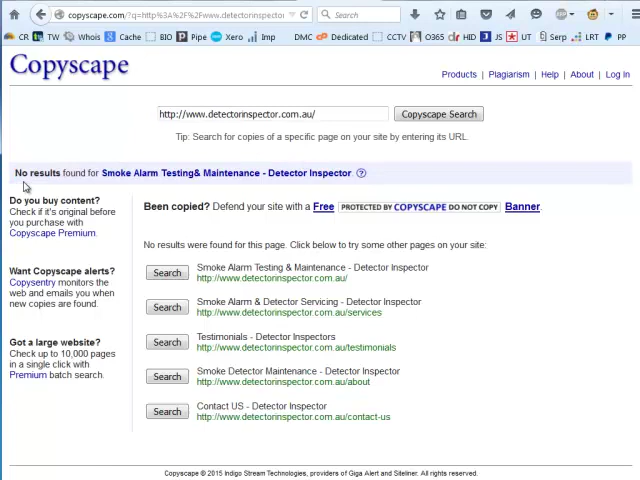 copyscape.com/?q=http%3A%2F%2Fwww.detectorinspector
Search
CR TW Whois Cache BIO Pipe Xero Imp DMC Dedicated CCTV O365 HID JS UT Serp LRT PP
Copyscape
Products | Plagiarism | Help | About | Log In
http://www.detectorinspector.com.au/ Copyscape Search
Tip: Search for copies of a specific page on your site by entering its URL.
No results found for Smoke Alarm Testing& Maintenance - Detector Inspector. ?
Do you buy content?
Check if it's original before
you purchase with
Copyscape Premium.
Want Copyscape alerts?
Copysentry monitors the
web and emails you when
new copies are found.
Got a large website?
Check up to 10,000 pages
in a single click with
Premium batch search.
Been copied? Defend your site with a Free PROTECTED BY COPYSCAPE DO NOT COPY Banner.
No results were found for this page. Click below to try some other pages on your site:
Search Smoke Alarm Testing & Maintenance - Detector Inspector
http://www.detectorinspector.com.au/
Search Smoke Alarm & Detector Servicing - Detector Inspector
http://www.detectorinspector.com.au/services
Search Testimonials - Detector Inspectors
http://www.detectorinspector.com.au/testimonials
Search Smoke Detector Maintenance - Detector Inspector
http://www.detectorinspector.com.au/about
Search Contact US - Detector Inspector
http://www.detectorinspector.com.au/contact-us
Copyscape © 2015 Indigo Stream Technologies, providers of Giga Alert and Siteliner. All rights reserved.